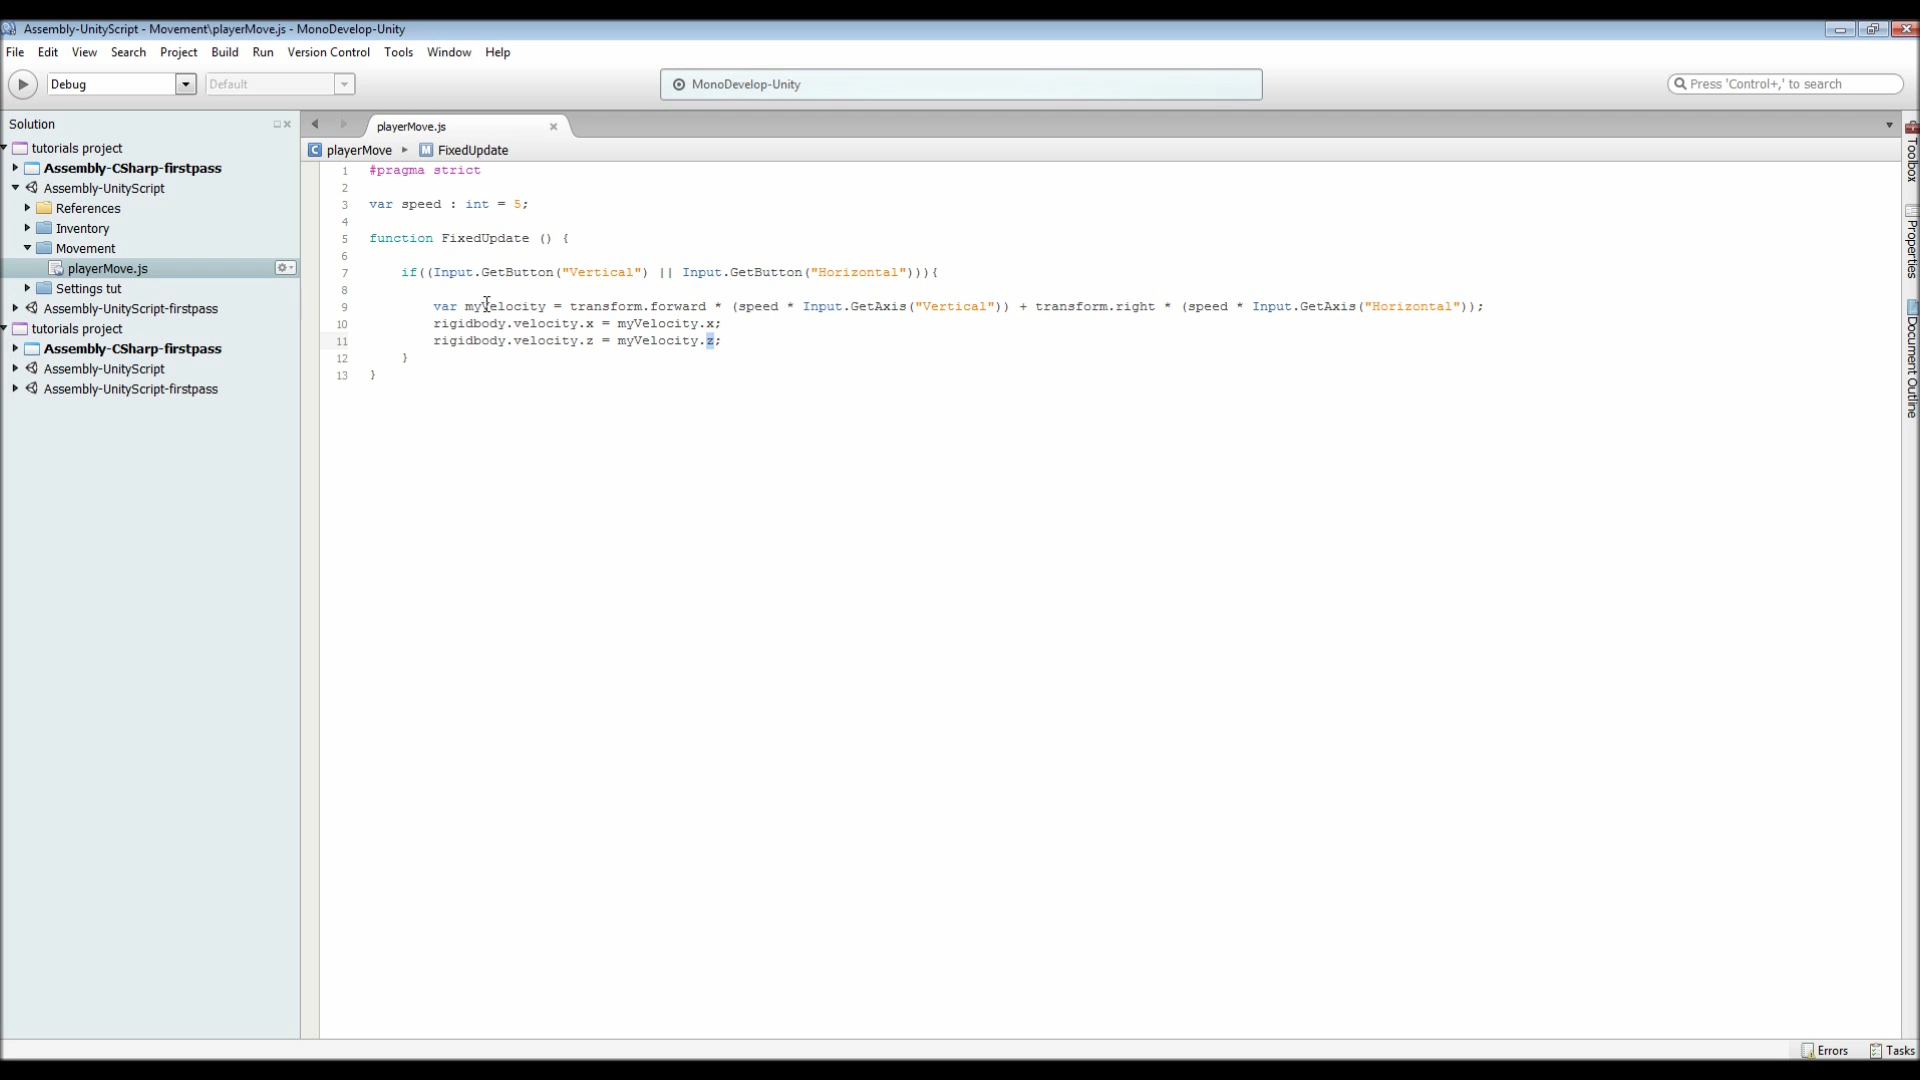 Assembly-UnityScript - Movement\playerMove.js - MonoDevelop-Unity
File Edit View Search Project Build Run Version Control Tools Window Help
Debug Default MonoDevelop-Unity Press 'Control+,' to search
Solution
tutorials project
Assembly-CSharp-firstpass
Assembly-UnityScript
References
Inventory
Movement
playerMove.js
Settings tut
Assembly-UnityScript-firstpass
tutorials project
Assembly-CSharp-firstpass
Assembly-UnityScript
Assembly-UnityScript-firstpass
playerMove.js
playerMove FixedUpdate
1 #pragma strict
2
3 var speed : int = 5;
4
5 function FixedUpdate () {
6
7 if((Input.GetButton("Vertical") || Input.GetButton("Horizontal"))){
8
9 var myVelocity = transform.forward * (speed * Input.GetAxis("Vertical")) + transform.right * (speed * Input.GetAxis("Horizontal"));
10 rigidbody.velocity.x = myVelocity.x;
11 rigidbody.velocity.z = myVelocity.z;
12 }
13 }
Toolbox
Properties
Document Outline
Errors Tasks